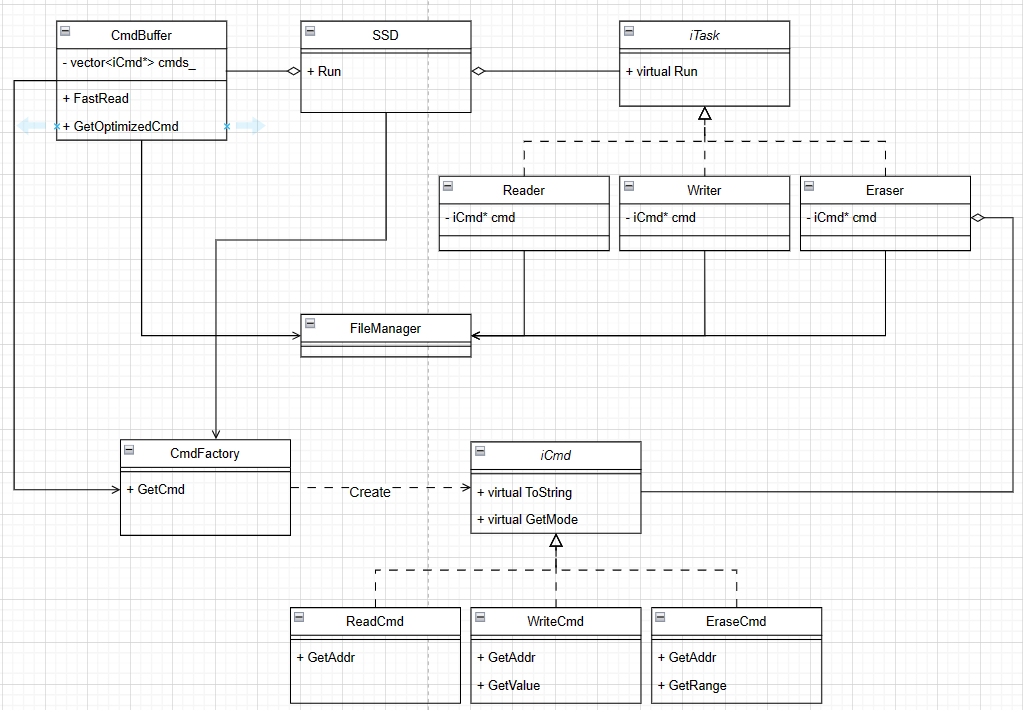 CmdBuffer
- vector<iCmd*> cmds_
+ FastRead
+ GetOptimizedCmd
SSD
+ Run
iTask
+ virtual Run
Reader
- iCmd* cmd
Writer
- iCmd* cmd
Eraser
- iCmd* cmd
FileManager
CmdFactory
+ GetCmd
Create
iCmd
+ virtual ToString
+ virtual GetMode
ReadCmd
+ GetAddr
WriteCmd
+ GetAddr
+ GetValue
EraseCmd
+ GetAddr
+ GetRange